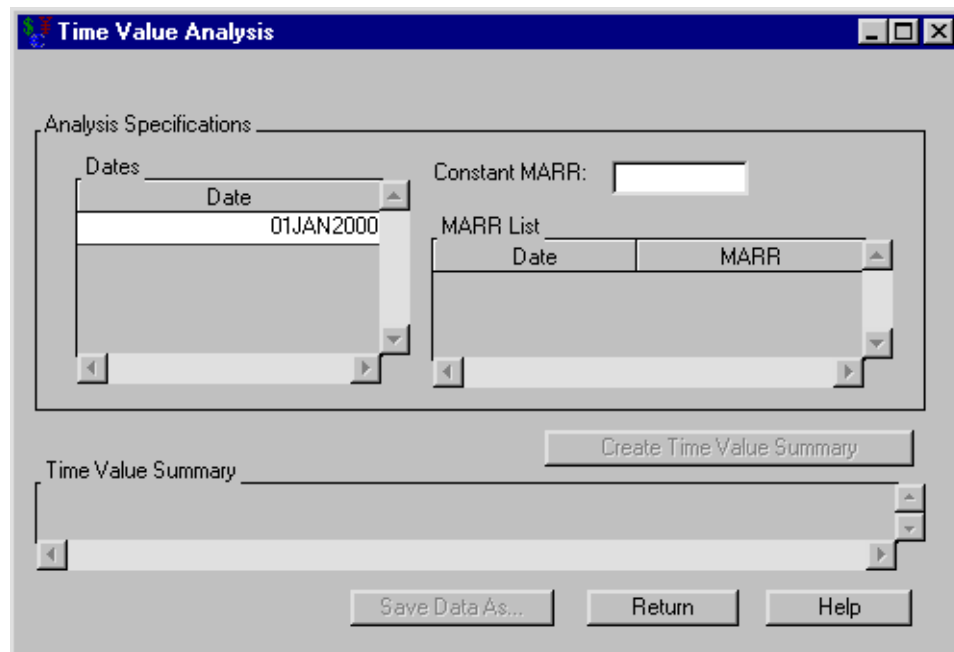 Time Value Analysis
Analysis Specifications
Dates
Date
01JAN2000
Constant MARR:
MARR List
Date MARR
Create Time Value Summary
Time Value Summary
Save Data As... Return Help